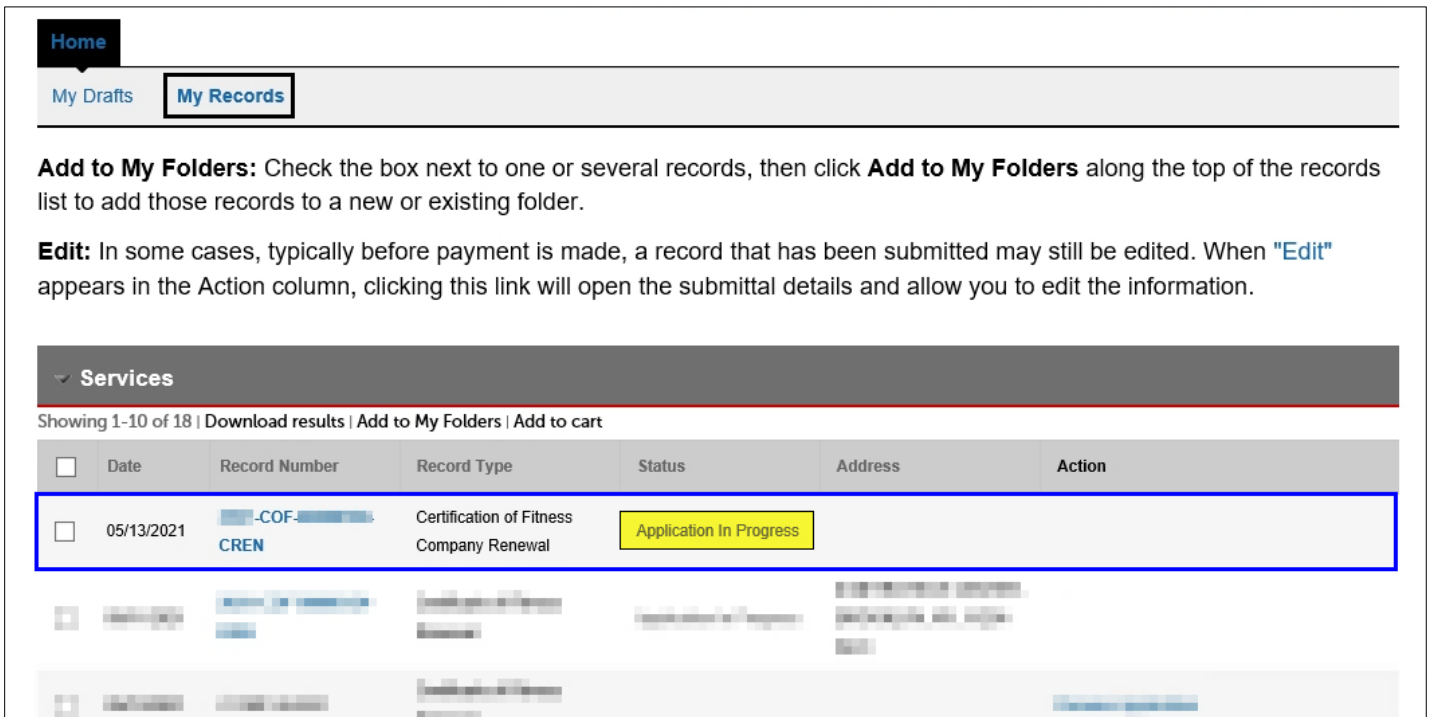 Home
My Drafts My Records
Add to My Folders: Check the box next to one or several records, then click Add to My Folders along the top of the records
list to add those records to a new or existing folder.
Edit: In some cases, typically before payment is made, a record that has been submitted may still be edited. When "Edit"
appears in the Action column, clicking this link will open the submittal details and allow you to edit the information.
Services
Showing 1-10 of 18 | Download results | Add to My Folders | Add to cart
Date Record Number Record Type Status Address Action
05/13/2021 -COF- Certification of Fitness Application In Progress
CREN Company Renewal